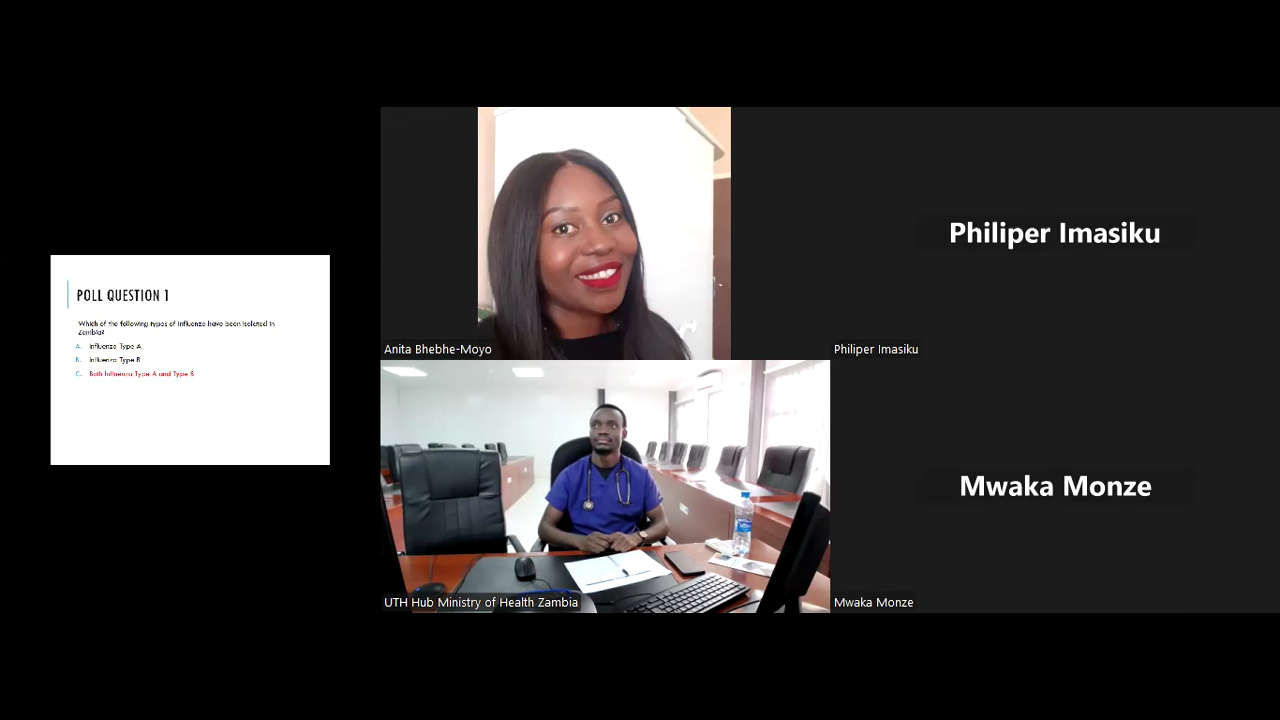 POLL QUESTION 1
Which of the following types of Influenza have been isolated in
Zambia?
A. Influenza Type A
B. Influenza Type B
C. Both Influenza Type A and Type B
Anita Bhebhe-Moyo
Philiper Imasiku
Philiper Imasiku
UTH Hub Ministry of Health Zambia
Mwaka Monze
Mwaka Monze